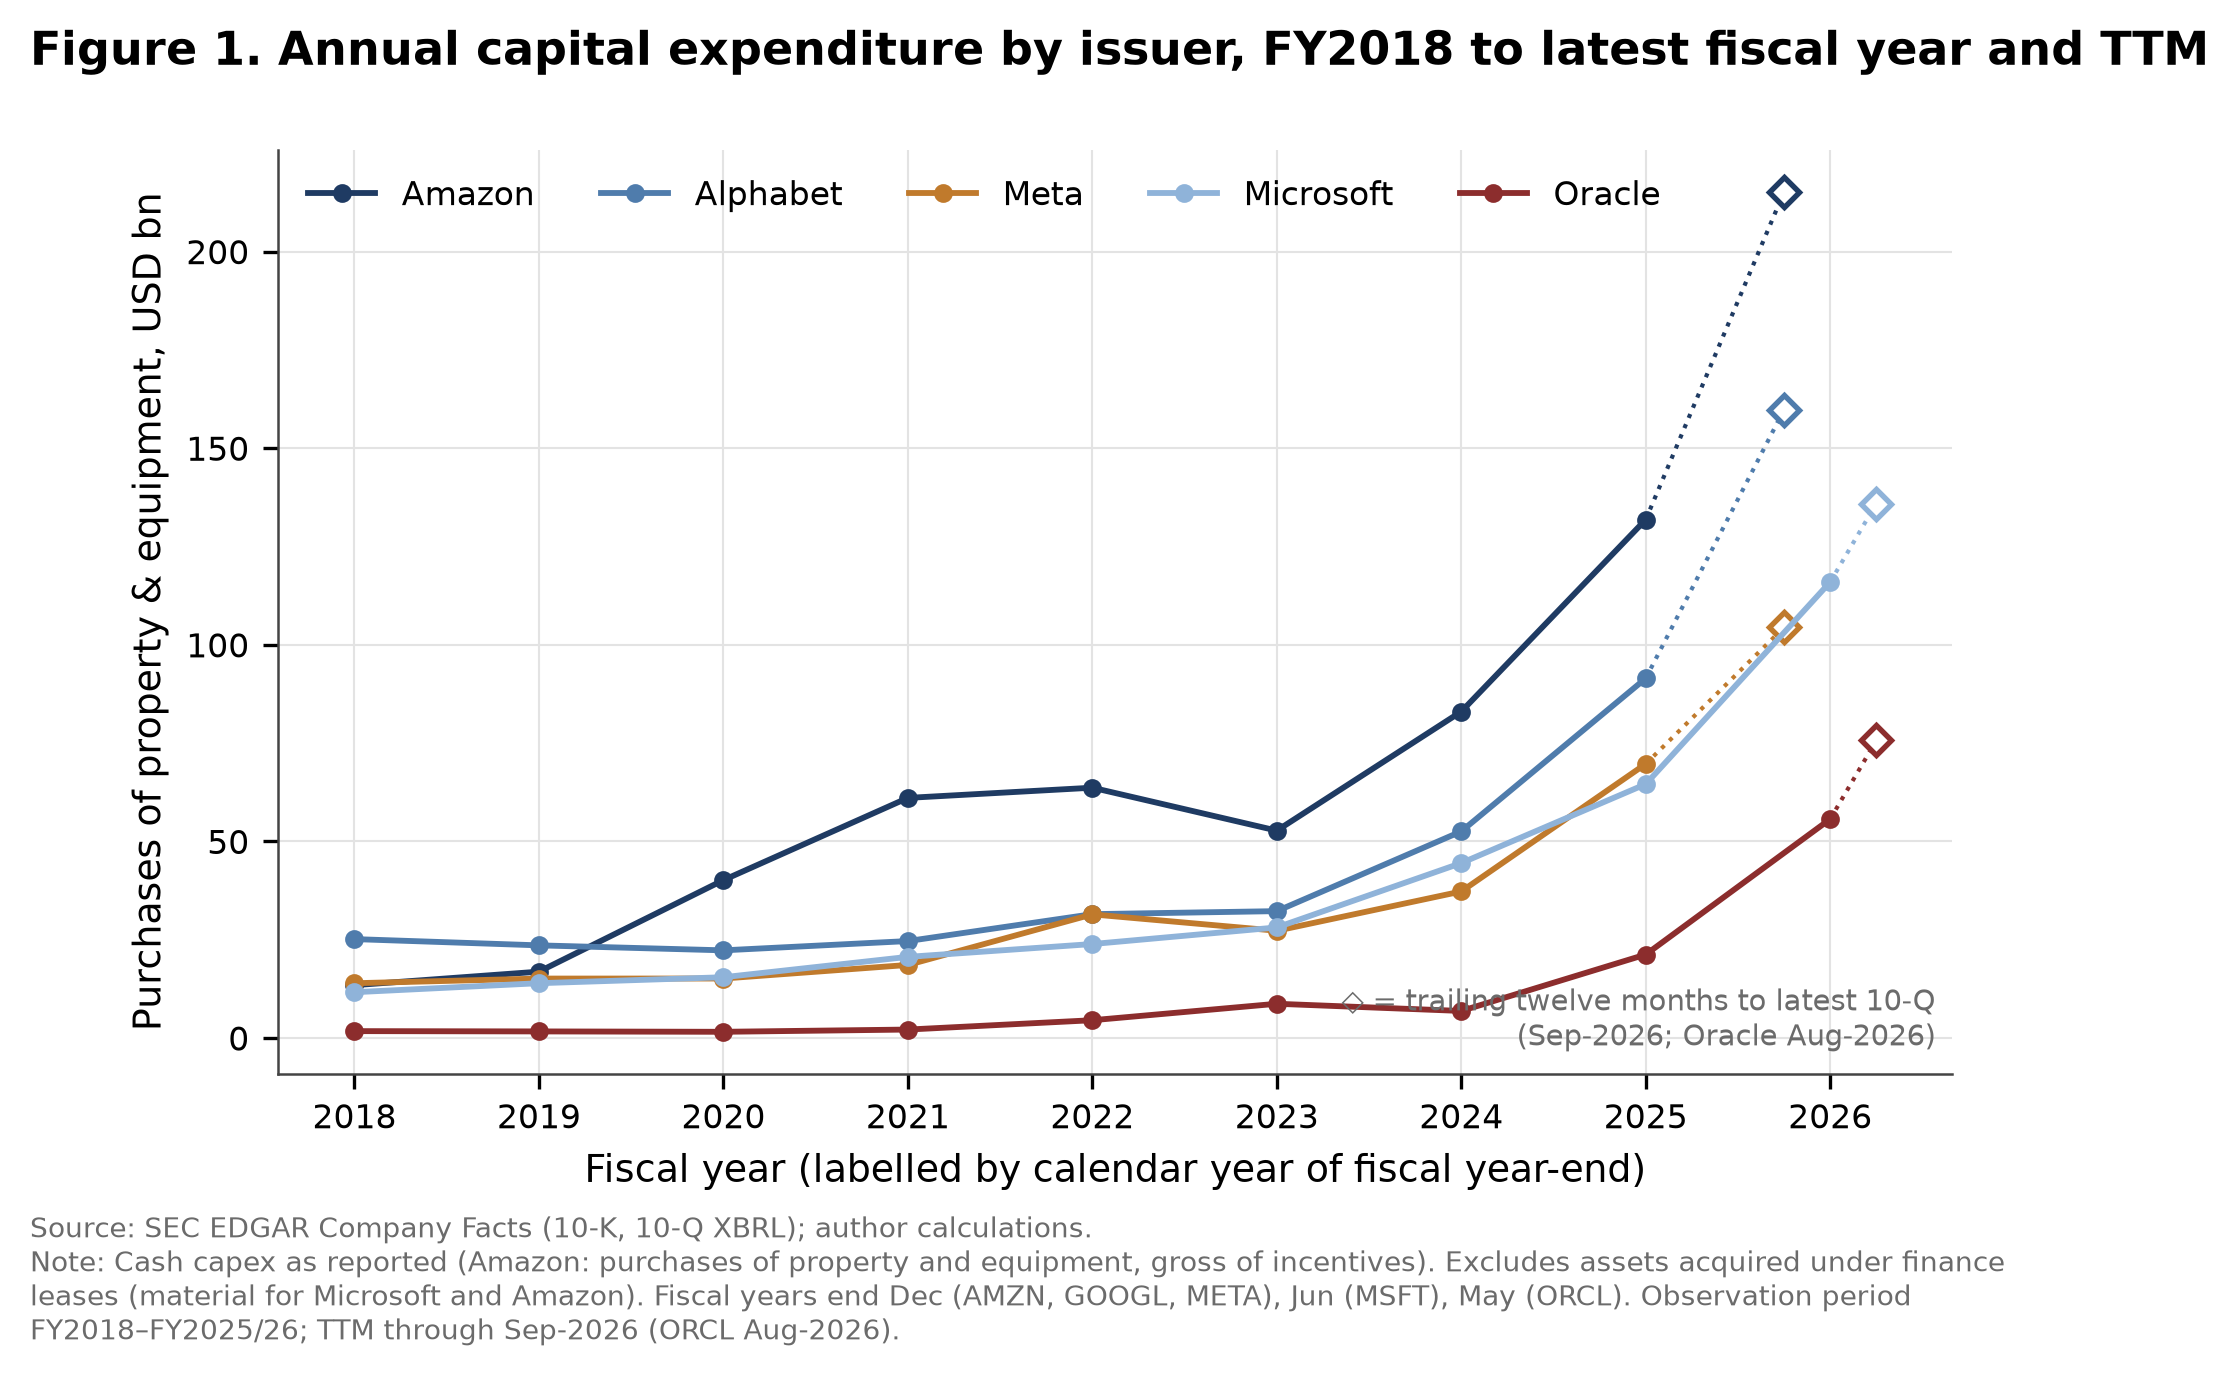 Figure 1. Annual capital expenditure by issuer, FY2018 to latest fiscal year and TTM
Amazon
Alphabet
Meta
Microsoft
Oracle
Purchases of property & equipment, USD bn
200
150
100
50
0
◇ = trailing twelve months to latest 10-Q
(Sep-2026; Oracle Aug-2026)
2018 2019 2020 2021 2022 2023 2024 2025 2026
Fiscal year (labelled by calendar year of fiscal year-end)
Source: SEC EDGAR Company Facts (10-K, 10-Q XBRL); author calculations.
Note: Cash capex as reported (Amazon: purchases of property and equipment, gross of incentives). Excludes assets acquired under finance
leases (material for Microsoft and Amazon). Fiscal years end Dec (AMZN, GOOGL, META), Jun (MSFT), May (ORCL). Observation period
FY2018–FY2025/26; TTM through Sep-2026 (ORCL Aug-2026).